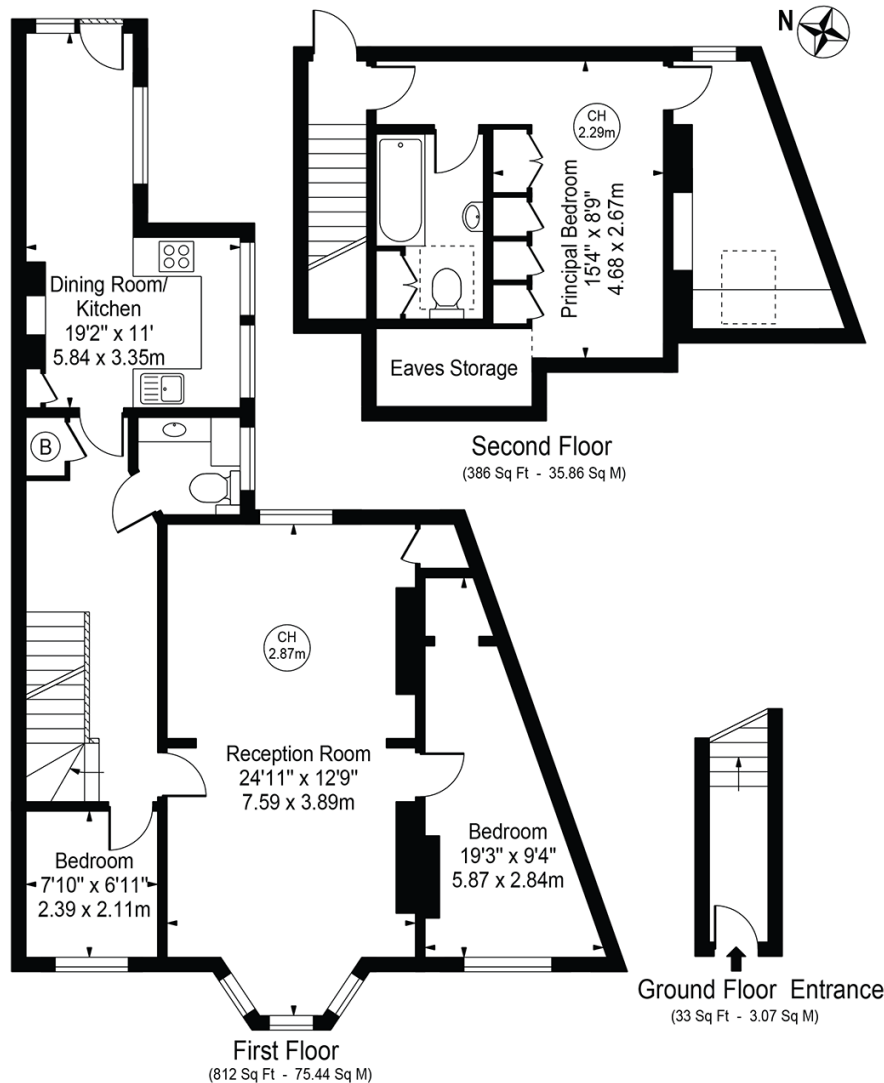 N
CH
2.29m
Principal Bedroom
15'4" x 8'9"
4.68 x 2.67m
Eaves Storage
Second Floor
(386 Sq Ft - 35.86 Sq M)
Dining Room/
Kitchen
19'2" x 11'
5.84 x 3.35m
B
CH
2.87m
Reception Room
24'11" x 12'9"
7.59 x 3.89m
Bedroom
19'3" x 9'4"
5.87 x 2.84m
Bedroom
7'10" x 6'11"
2.39 x 2.11m
First Floor
(812 Sq Ft - 75.44 Sq M)
Ground Floor Entrance
(33 Sq Ft - 3.07 Sq M)